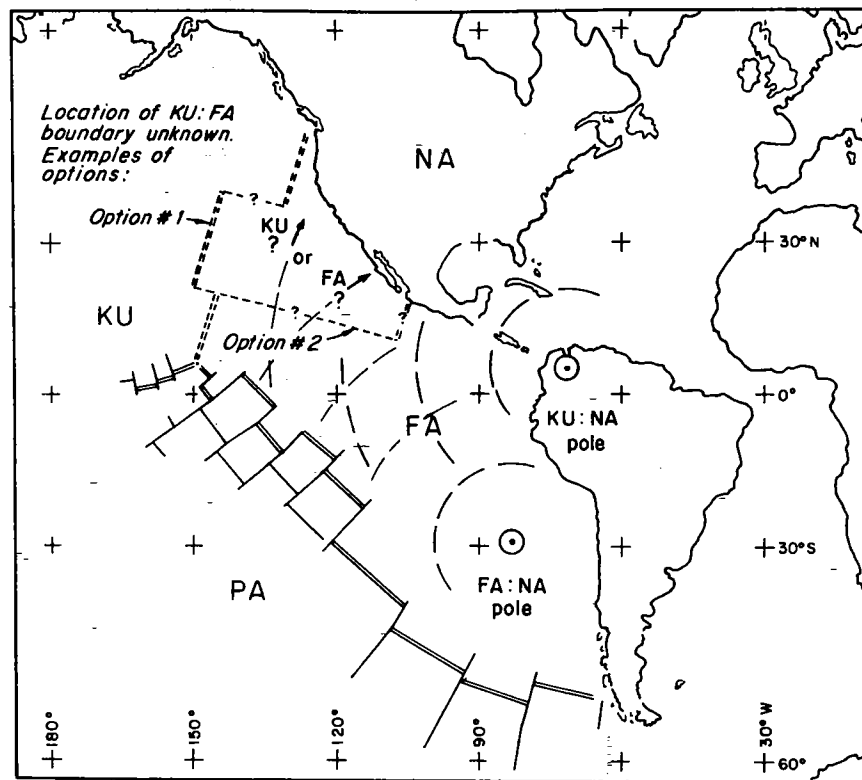 Location of KU:FA
boundary unknown.
Examples of
options:
NA
Option #1
?
KU
?
or
30°N
FA
?
KU
?
?
Option #2
FA
0°
KU:NA
pole
30°S
PA
FA:NA
pole
180°
150°
120°
90°
30°W
60°